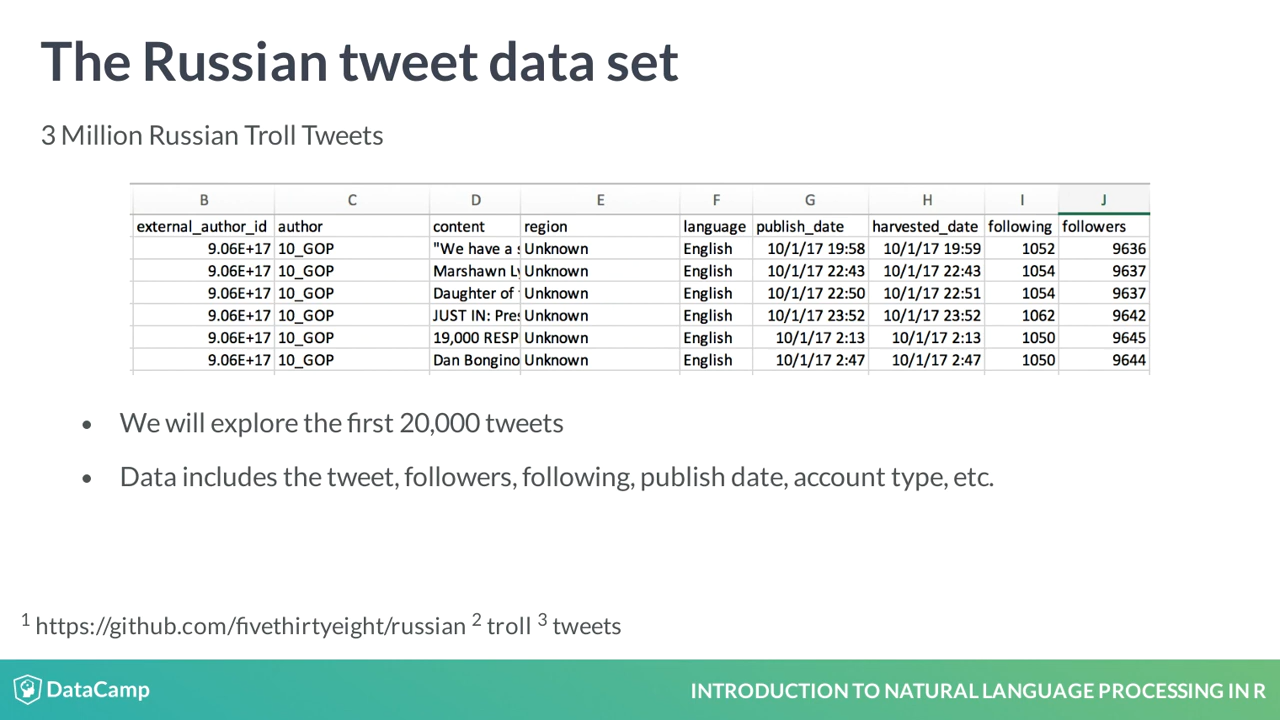 The Russian tweet data set
3 Million Russian Troll Tweets
B C D E F G H I J
external_author_id author content region language publish_date harvested_date following followers
9.06E+17 10_GOP "We have a s Unknown English 10/1/17 19:58 10/1/17 19:59 1052 9636
9.06E+17 10_GOP Marshawn Ly Unknown English 10/1/17 22:43 10/1/17 22:43 1054 9637
9.06E+17 10_GOP Daughter of Unknown English 10/1/17 22:50 10/1/17 22:51 1054 9637
9.06E+17 10_GOP JUST IN: Pres Unknown English 10/1/17 23:52 10/1/17 23:52 1062 9642
9.06E+17 10_GOP 19,000 RESP Unknown English 10/1/17 2:13 10/1/17 2:13 1050 9645
9.06E+17 10_GOP Dan Bongino Unknown English 10/1/17 2:47 10/1/17 2:47 1050 9644
• We will explore the first 20,000 tweets
• Data includes the tweet, followers, following, publish date, account type, etc.
1 https://github.com/fivethirtyeight/russian 2 troll 3 tweets
DataCamp
INTRODUCTION TO NATURAL LANGUAGE PROCESSING IN R